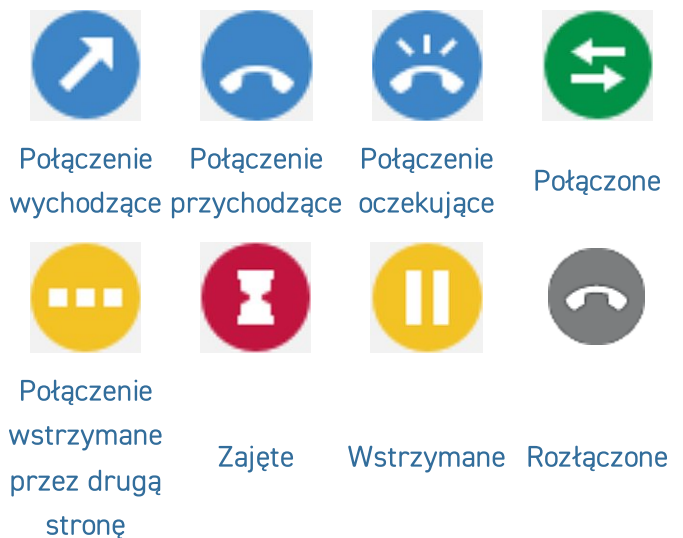 Połączenie
wychodzące
Połączenie
przychodzące
Połączenie
oczekujące
Połączone
Połączenie
wstrzymane
przez drugą
stronę
Zajęte
Wstrzymane
Rozłączone